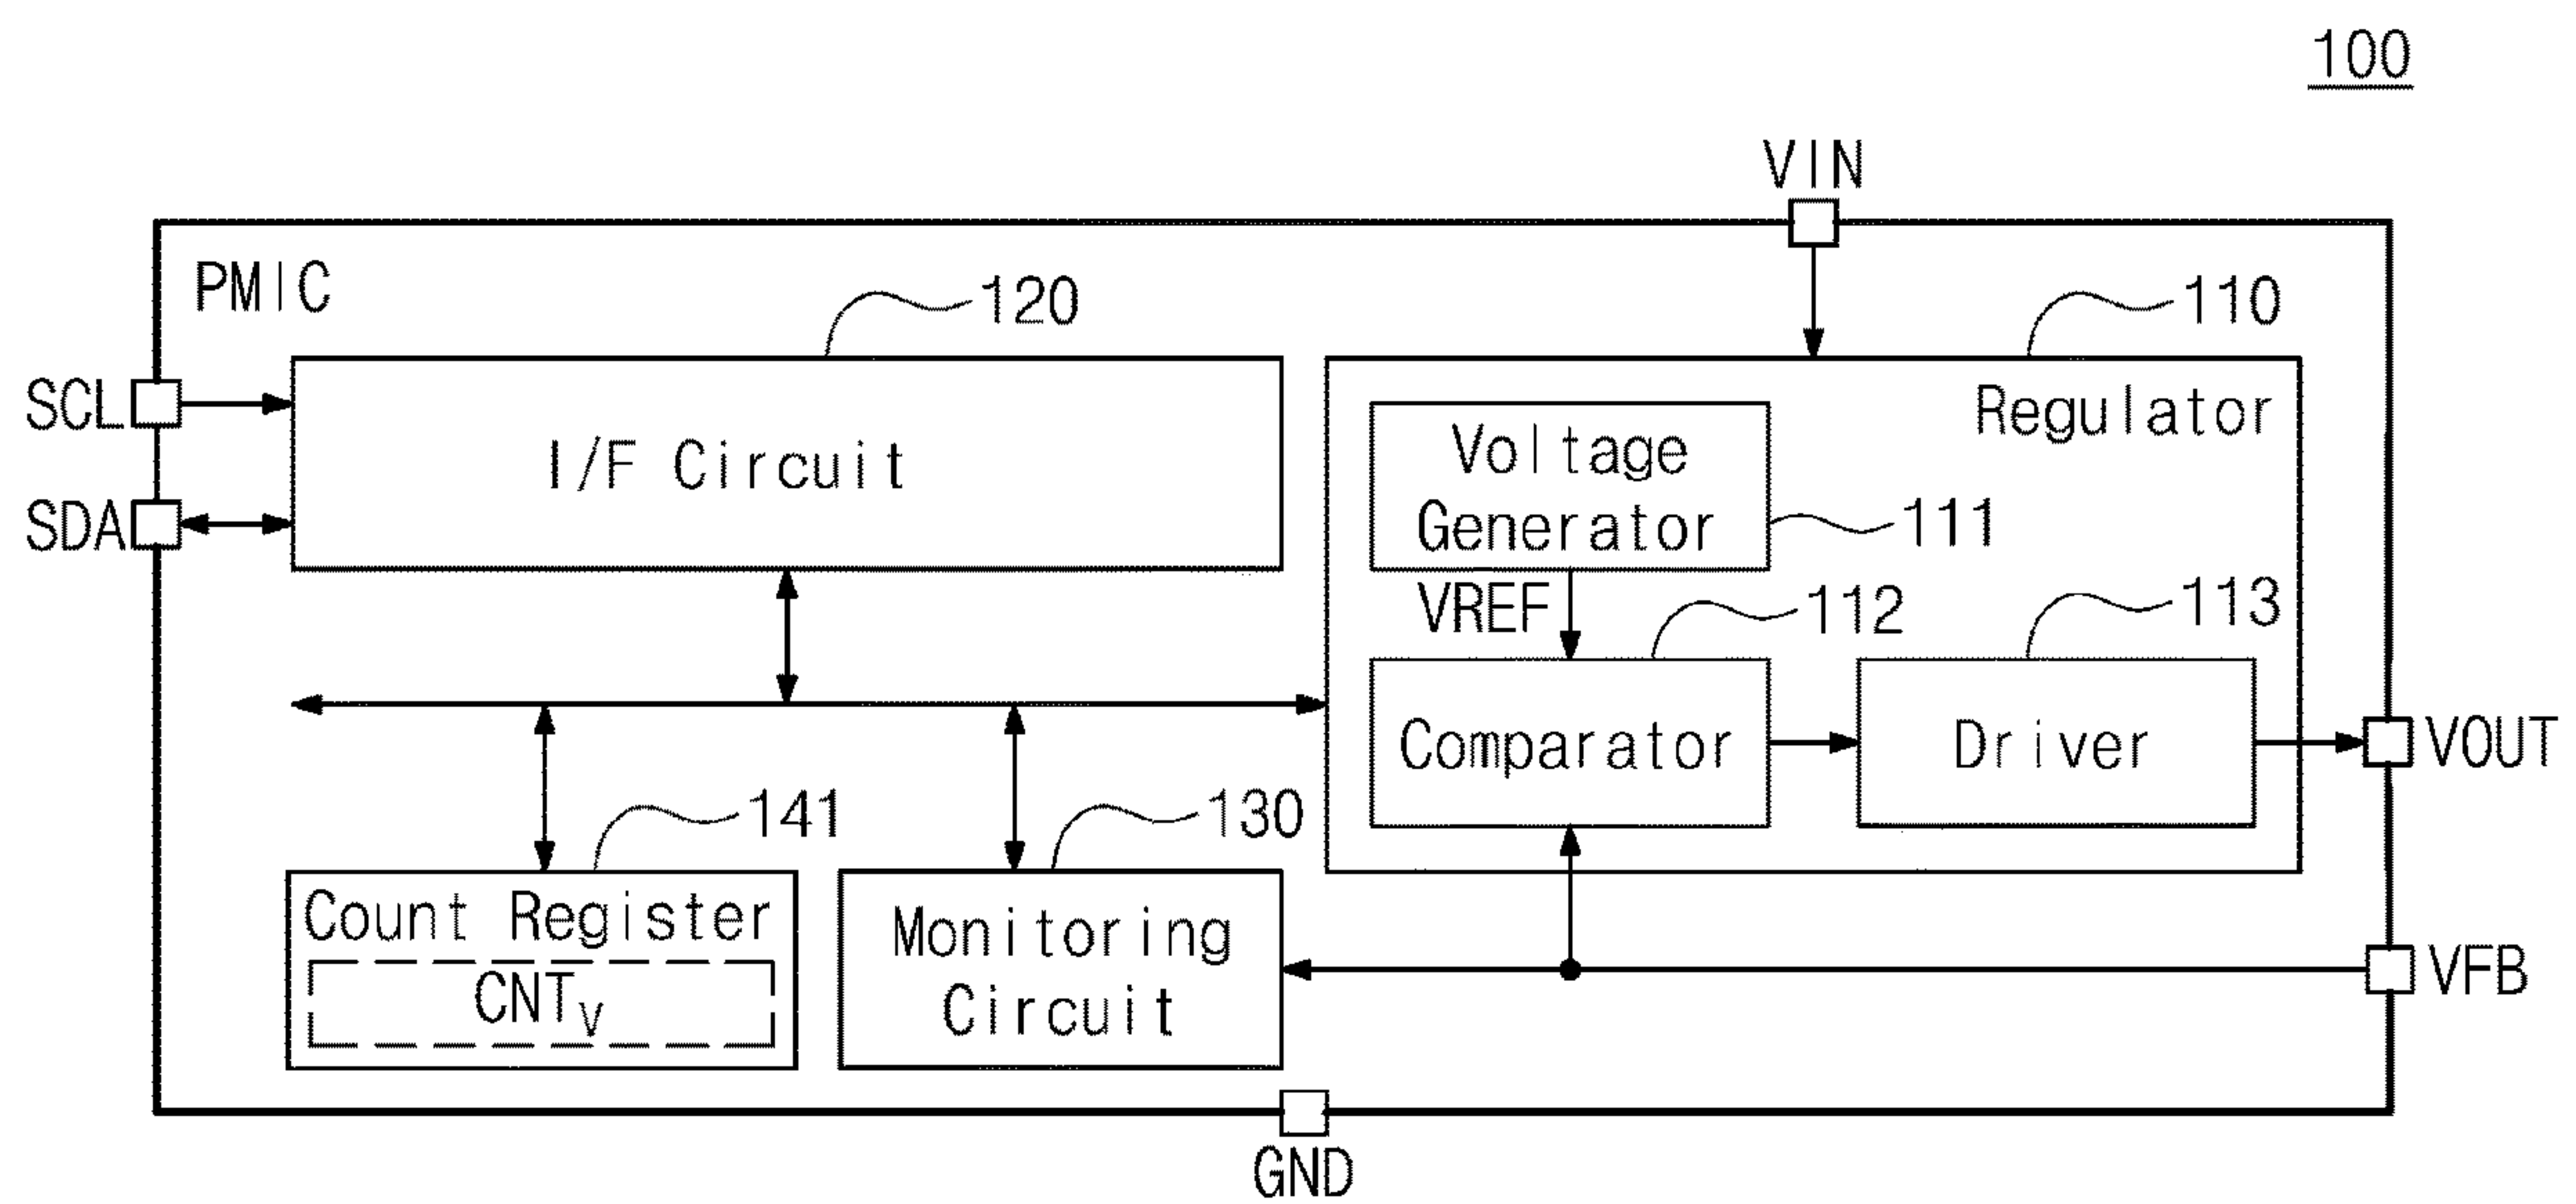 100
VIN
PMIC
120
110
SCL
I/F Circuit
Regulator
Voltage
Generator
111
SDA
VREF
112
113
Comparator
Driver
VOUT
141
130
Count Register
CNTV
Monitoring
Circuit
VFB
GND